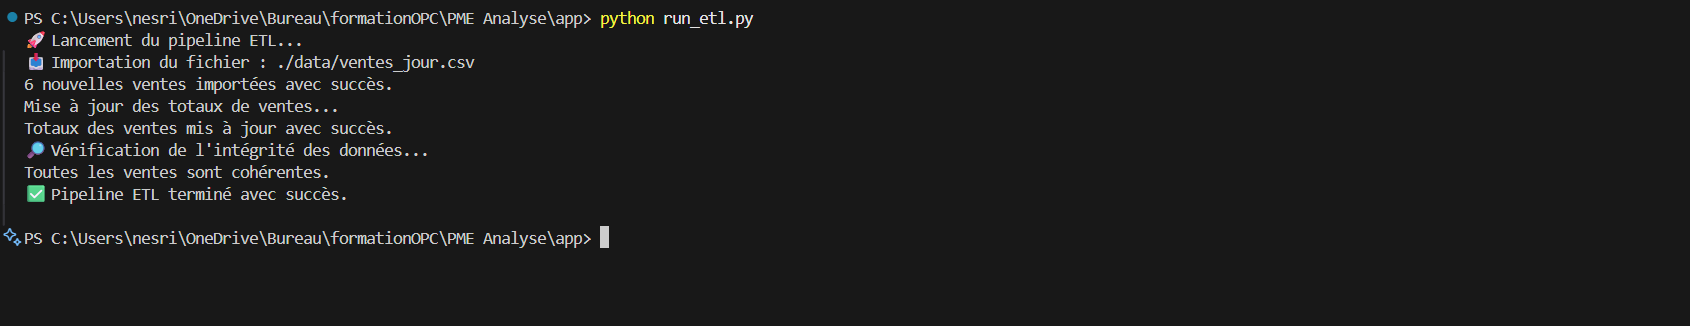 PS C:\Users\nesri\OneDrive\Bureau\formationOPC\PME Analyse\app> python run_etl.py
🚀 Lancement du pipeline ETL...
📥 Importation du fichier : ./data/ventes_jour.csv
6 nouvelles ventes importées avec succès.
Mise à jour des totaux de ventes...
Totaux des ventes mis à jour avec succès.
🔎 Vérification de l'intégrité des données...
Toutes les ventes sont cohérentes.
✅ Pipeline ETL terminé avec succès.
PS C:\Users\nesri\OneDrive\Bureau\formationOPC\PME Analyse\app>